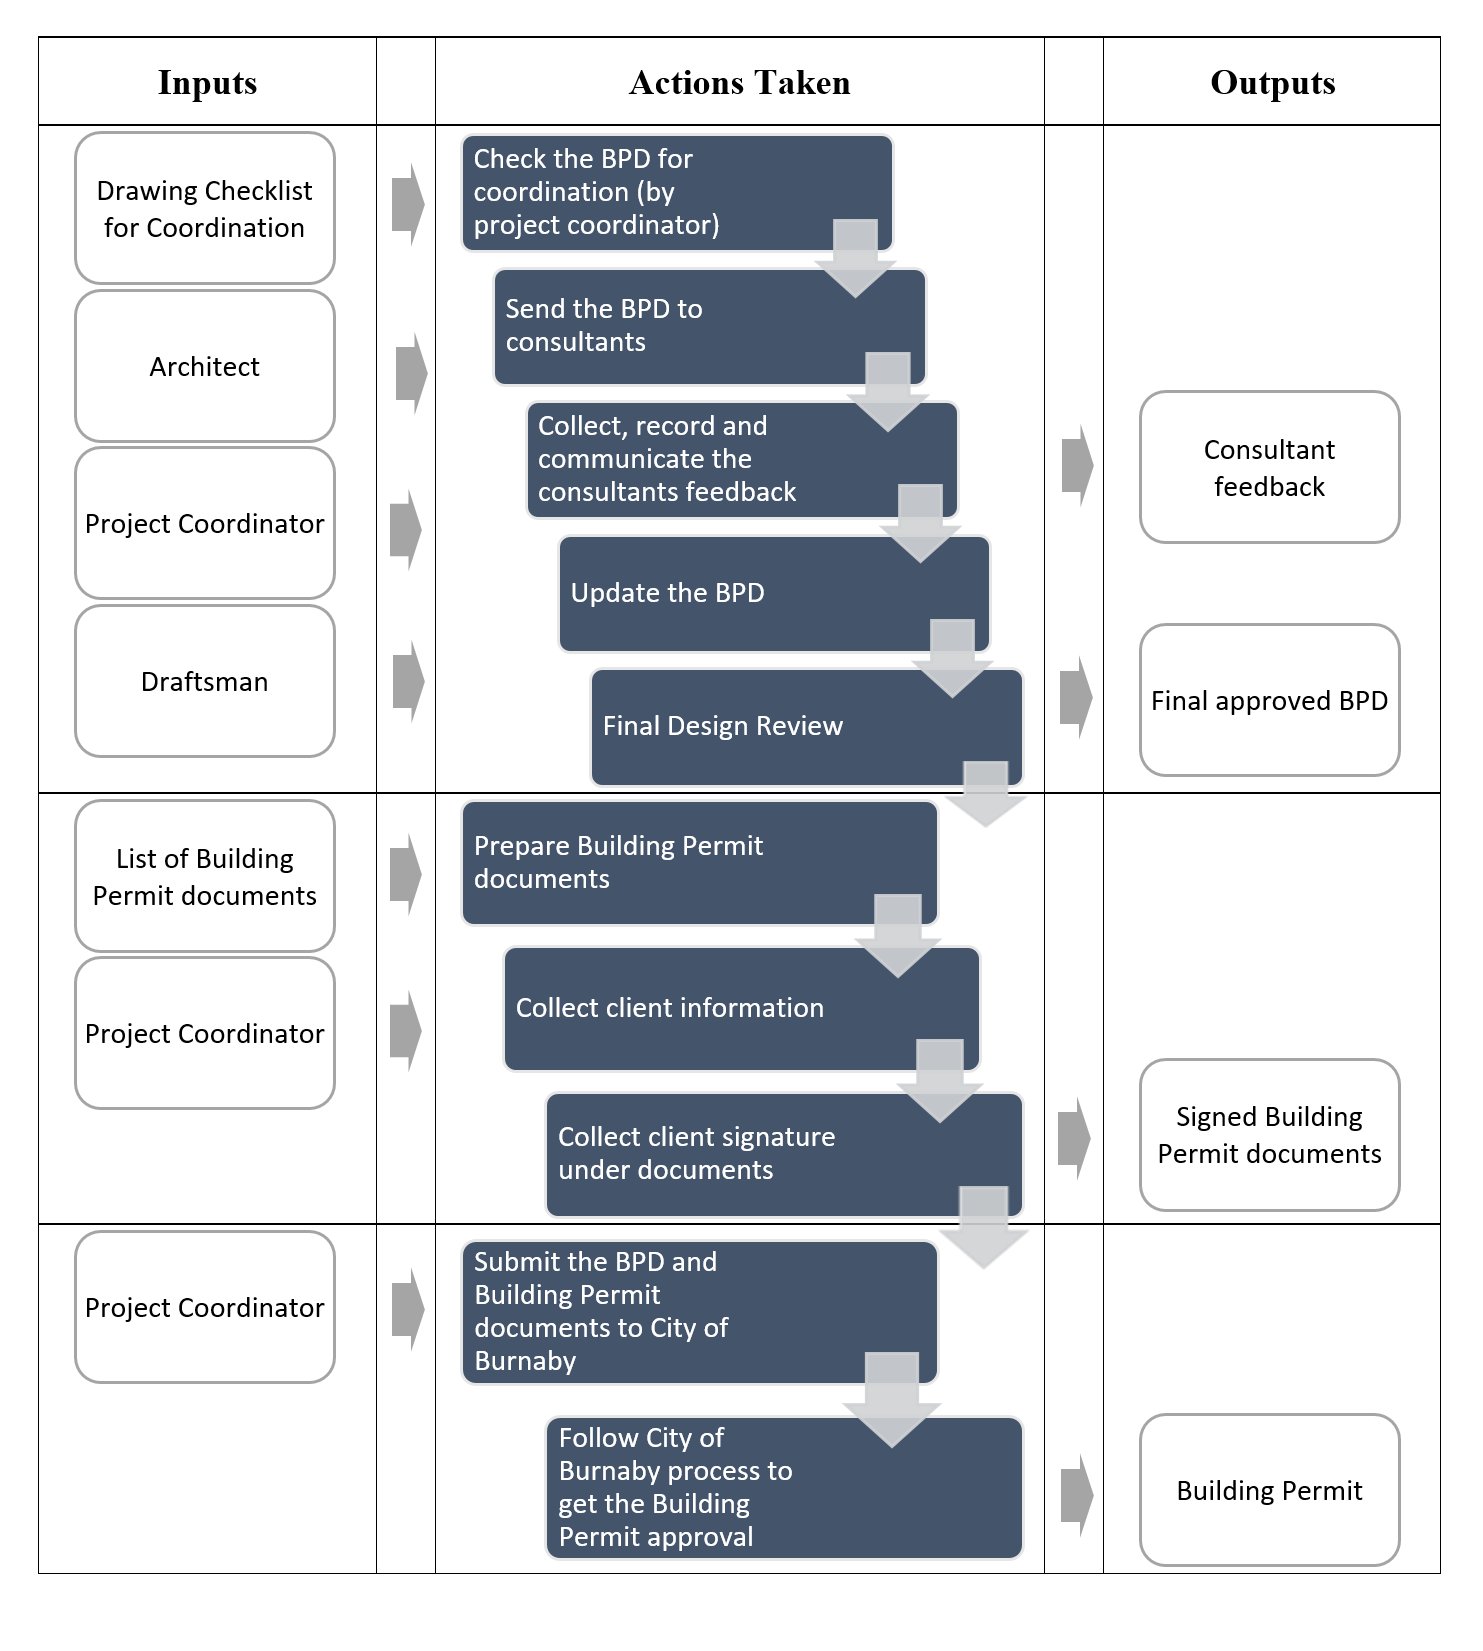 Inputs
Actions Taken
Outputs
Drawing Checklist
for Coordination
Architect
Project Coordinator
Draftsman
Check the BPD for
coordination (by
project coordinator)
Send the BPD to
consultants
Collect, record and
communicate the
consultants feedback
Update the BPD
Final Design Review
Consultant
feedback
Final approved BPD
List of Building
Permit documents
Project Coordinator
Prepare Building Permit
documents
Collect client information
Collect client signature
under documents
Signed Building
Permit documents
Project Coordinator
Submit the BPD and
Building Permit
documents to City of
Burnaby
Follow City of
Burnaby process to
get the Building
Permit approval
Building Permit